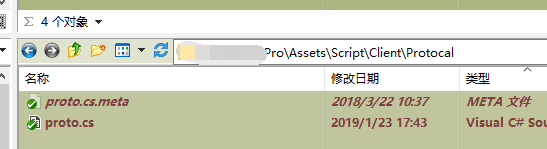 Σ 4 个对象
Pro\Assets\Script\Client\Protocal
名称 修改日期 类型
proto.cs.meta 2018/3/22 10:37 META 文件
proto.cs 2019/1/23 17:43 Visual C# Sou